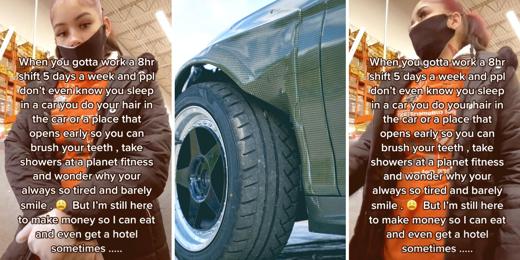 When you gotta work a 8hr
shift 5 days a week and ppl
don't even know you sleep
in a car you do your hair in
the car or a place that
opens early so you can
brush your teeth , take
showers at a planet fitness
and wonder why your
always so tired and barely
smile . 😩 But I'm still here
to make money so I can eat
and even get a hotel
sometimes .....
When you gotta work a 8hr
shift 5 days a week and ppl
don't even know you sleep
in a car you do your hair in
the car or a place that
opens early so you can
brush your teeth , take
showers at a planet fitness
and wonder why your
always so tired and barely
smile . 😩 But I'm still here
to make money so I can eat
and even get a hotel
sometimes .....